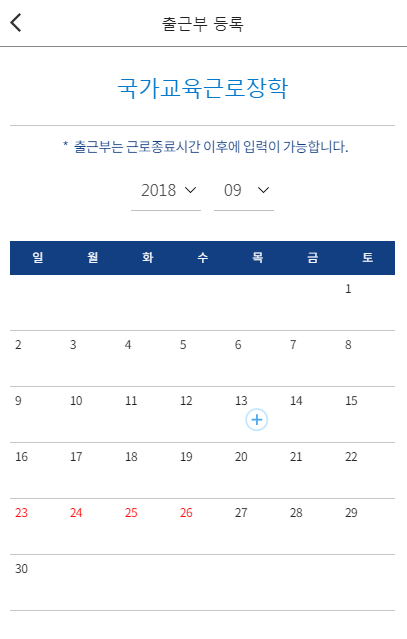 출근부 등록
국가교육근로장학
* 출근부는 근로종료시간 이후에 입력이 가능합니다.
2018 09
일 월 화 수 목 금 토
1
2 3 4 5 6 7 8
9 10 11 12 13 14 15
16 17 18 19 20 21 22
23 24 25 26 27 28 29
30